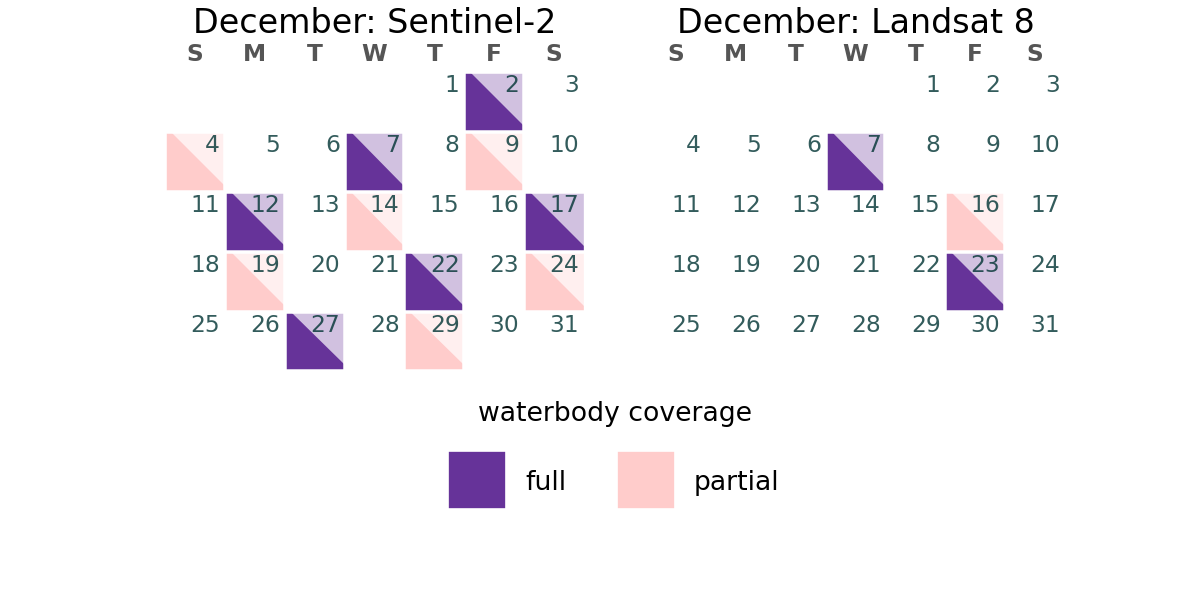 December: Sentinel-2
S M T W T F S
1 2 3
4 5 6 7 8 9 10
11 12 13 14 15 16 17
18 19 20 21 22 23 24
25 26 27 28 29 30 31
December: Landsat 8
S M T W T F S
1 2 3
4 5 6 7 8 9 10
11 12 13 14 15 16 17
18 19 20 21 22 23 24
25 26 27 28 29 30 31
waterbody coverage
full partial